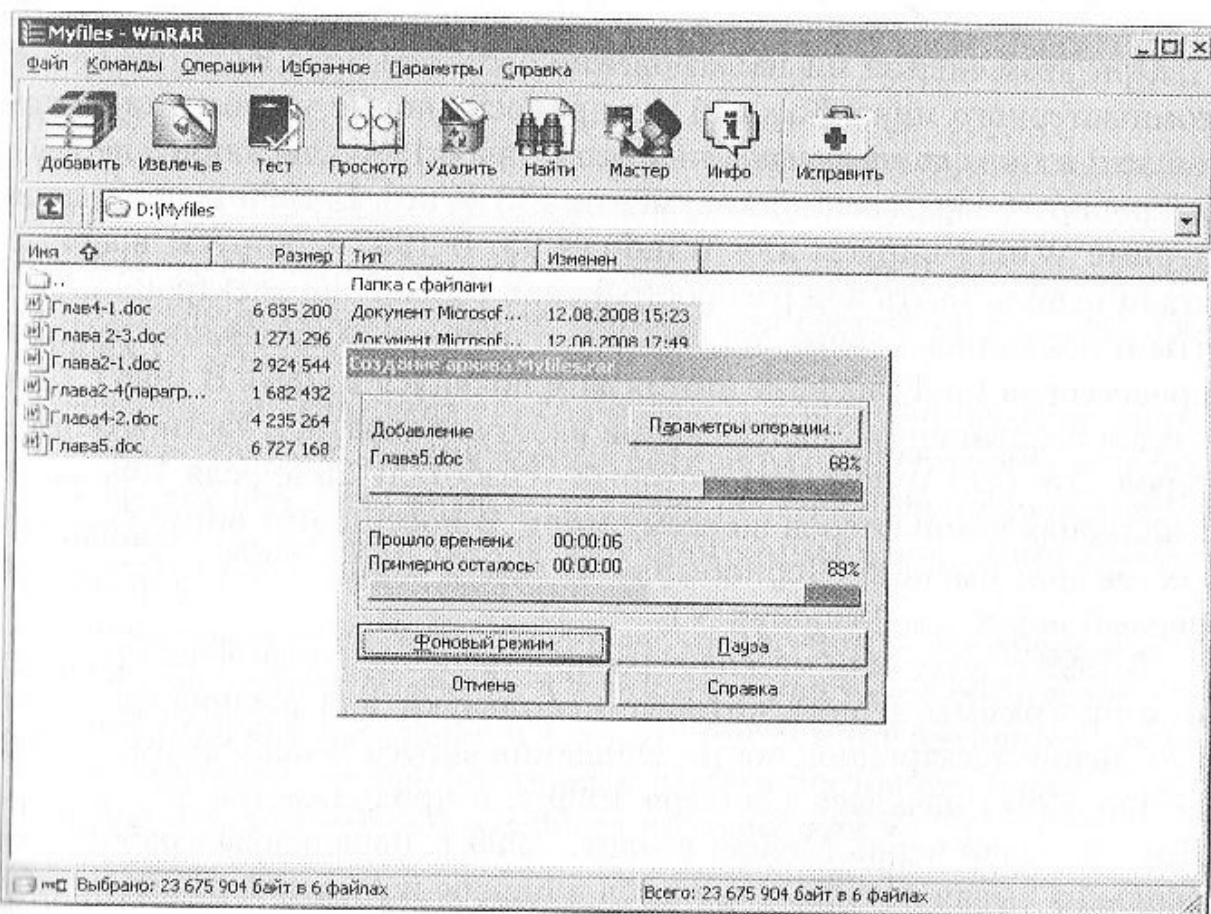 Myfiles - WinRAR
Файл Команды Операции Избранное Параметры Справка
Добавить Извлечь в Тест Просмотр Удалить Найти Мастер Инфо Исправить
D:\Myfiles
Имя Размер Тип Изменен
.. Папка с файлами
Глав4-1.doc 6 835 200 Документ Microsof... 12.08.2008 15:23
Глава 2-3.doc 1 271 296 Документ Microsof... 12.08.2008 17:49
Глава2-1.doc 2 924 544
глава2-4(парагр... 1 682 432
Глава4-2.doc 4 235 264
Глава5.doc 6 727 168
Создание архива Myfiles.rar
Добавление Параметры операции...
Глава5.doc 68%
Прошло времени: 00:00:06
Примерно осталось: 00:00:00 89%
Фоновый режим Пауза
Отмена Справка
Выбрано: 23 675 904 байт в 6 файлах Всего: 23 675 904 байт в 6 файлах